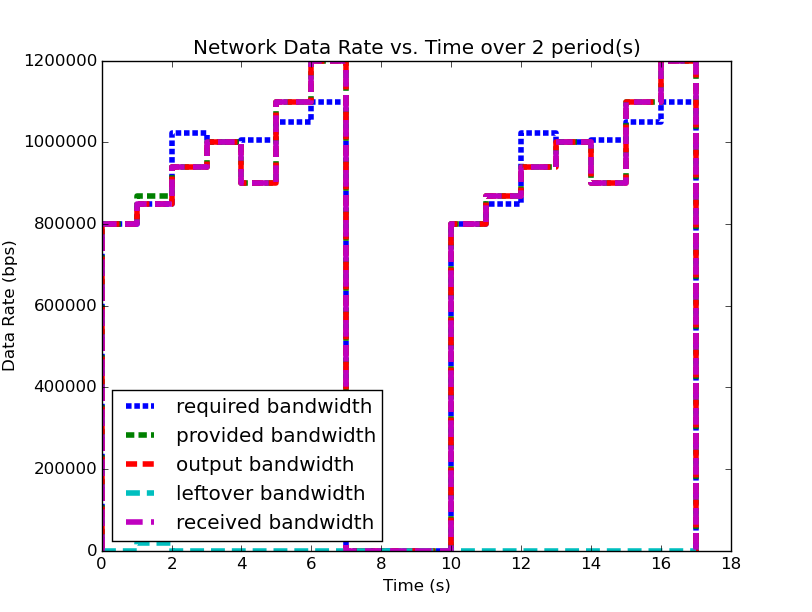 Network Data Rate vs. Time over 2 period(s)
1200000
1000000
800000
600000
400000
200000
0
Data Rate (bps)
required bandwidth
provided bandwidth
output bandwidth
leftover bandwidth
received bandwidth
0 2 4 6 8 10 12 14 16 18
Time (s)